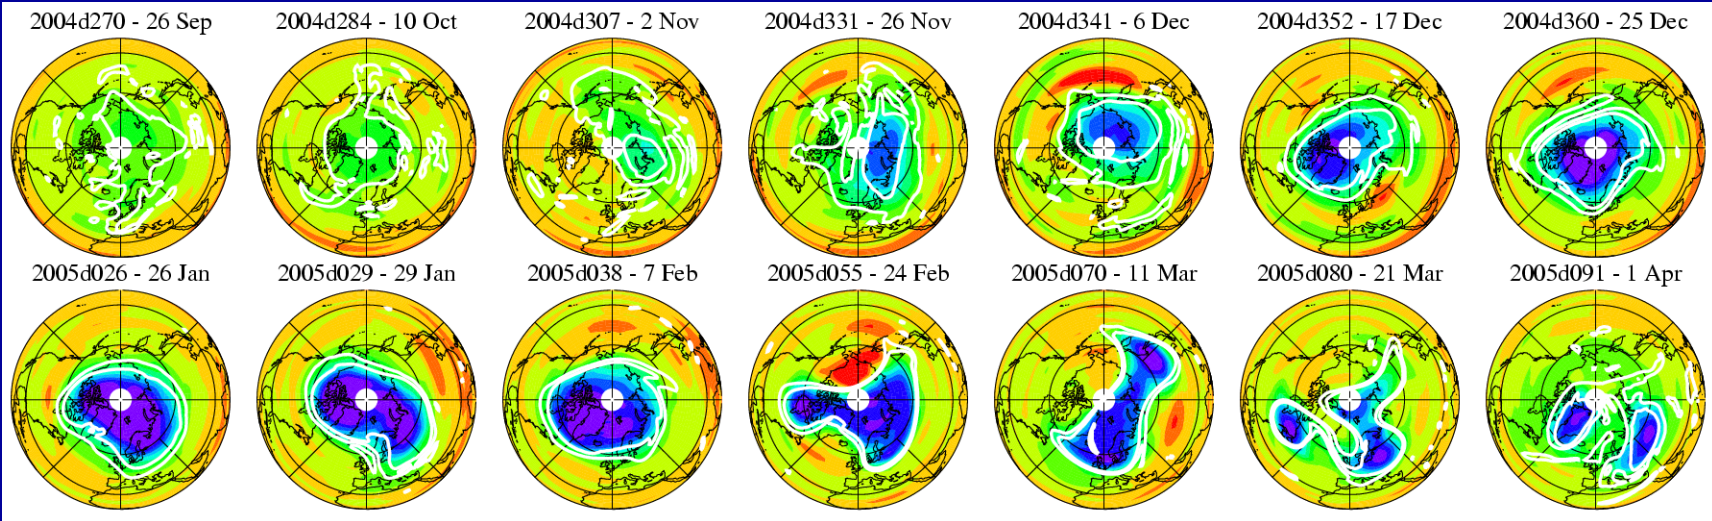 2004d270 - 26 Sep 2004d284 - 10 Oct 2004d307 - 2 Nov 2004d331 - 26 Nov 2004d341 - 6 Dec 2004d352 - 17 Dec 2004d360 - 25 Dec
2005d026 - 26 Jan 2005d029 - 29 Jan 2005d038 - 7 Feb 2005d055 - 24 Feb 2005d070 - 11 Mar 2005d080 - 21 Mar 2005d091 - 1 Apr